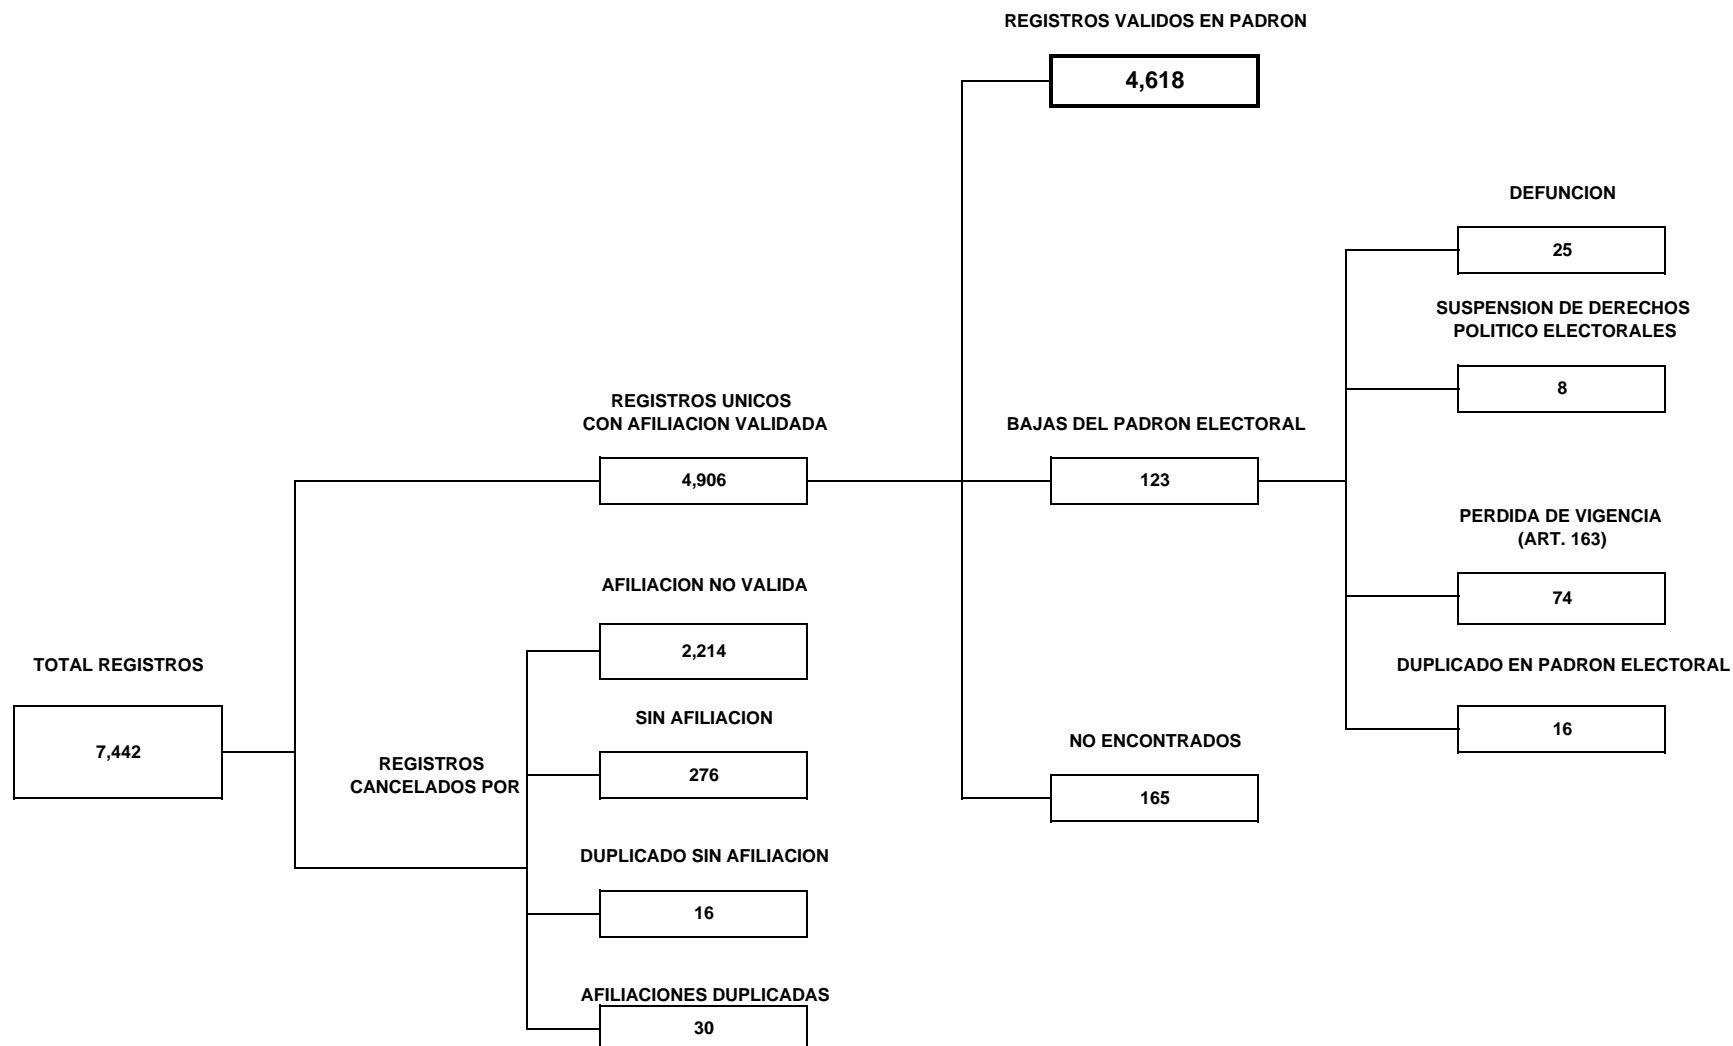 REGISTROS VALIDOS EN PADRON
4,618
DEFUNCION
25
SUSPENSION DE DERECHOS
POLITICO ELECTORALES
8
REGISTROS UNICOS
CON AFILIACION VALIDADA
4,906
BAJAS DEL PADRON ELECTORAL
123
PERDIDA DE VIGENCIA
(ART. 163)
74
AFILIACION NO VALIDA
2,214
TOTAL REGISTROS
7,442
DUPLICADO EN PADRON ELECTORAL
16
SIN AFILIACION
276
NO ENCONTRADOS
165
REGISTROS
CANCELADOS POR
DUPLICADO SIN AFILIACION
16
AFILIACIONES DUPLICADAS
30